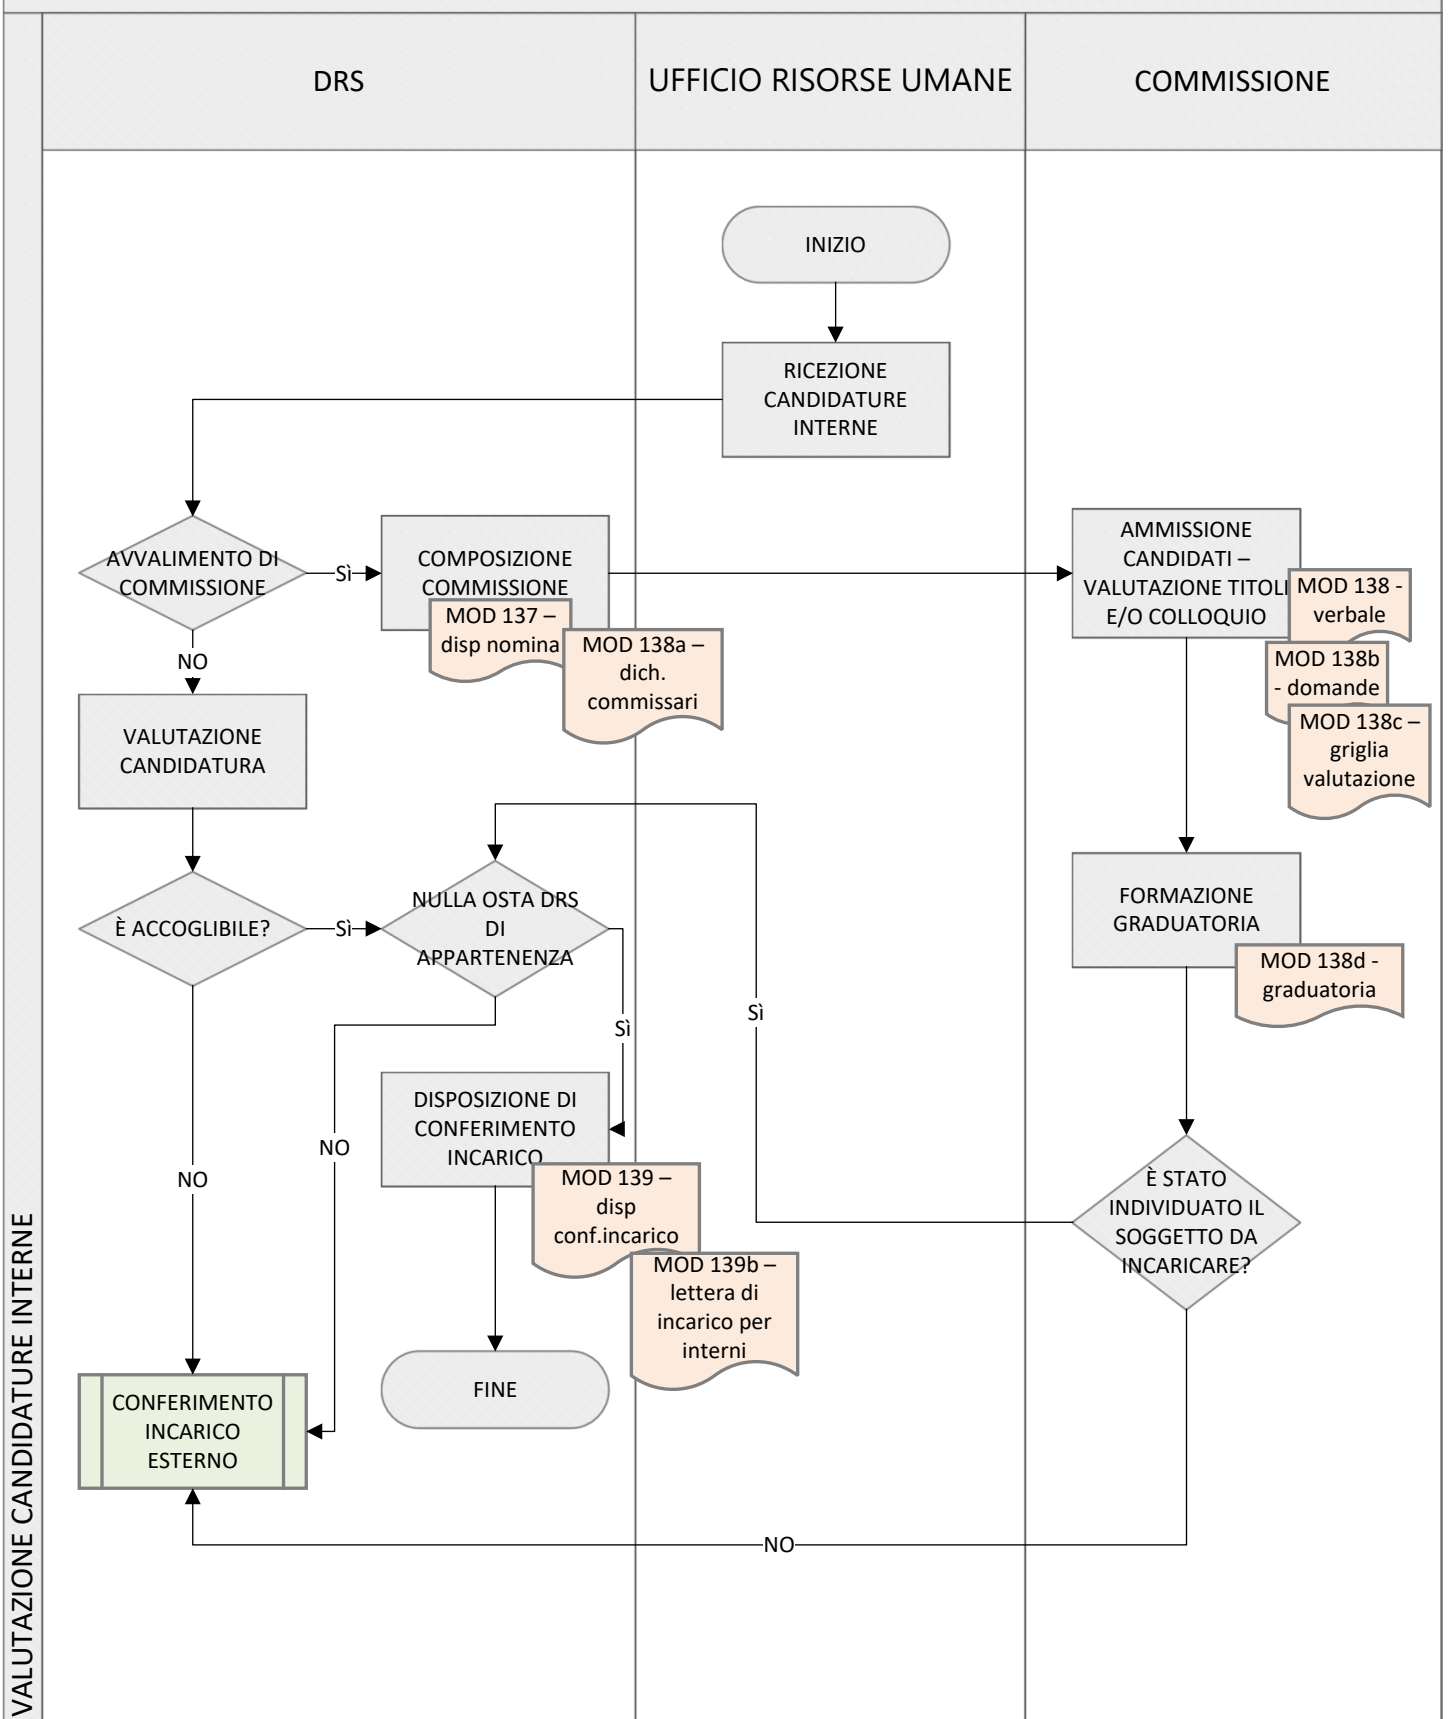 DRS
UFFICIO RISORSE UMANE
COMMISSIONE
VALUTAZIONE CANDIDATURE INTERNE
INIZIO
RICEZIONE
CANDIDATURE
INTERNE
AVVALIMENTO DI
COMMISSIONE
Sì
COMPOSIZIONE
COMMISSIONE
MOD 137 –
disp nomina
MOD 138a –
dich.
commissari
AMMISSIONE
CANDIDATI –
VALUTAZIONE TITOLI
E/O COLLOQUIO
MOD 138 -
verbale
MOD 138b
- domande
MOD 138c –
griglia
valutazione
NO
VALUTAZIONE
CANDIDATURA
È ACCOGLIBILE?
Sì
NULLA OSTA DRS
DI
APPARTENENZA
FORMAZIONE
GRADUATORIA
MOD 138d -
graduatoria
Sì
Sì
NO
NO
DISPOSIZIONE DI
CONFERIMENTO
INCARICO
MOD 139 –
disp
conf.incarico
MOD 139b –
lettera di
incarico per
interni
È STATO
INDIVIDUATO IL
SOGGETTO DA
INCARICARE?
FINE
CONFERIMENTO
INCARICO
ESTERNO
NO